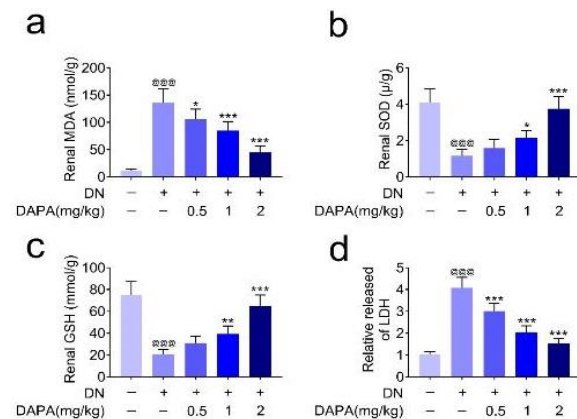 a
Renal MDA (nmol/g)
200
150
100
50
0
@@@
*
***
***
DN − + + + +
DAPA(mg/kg) − − 0.5 1 2
b
Renal SOD (μ/g)
6
4
2
0
@@@
*
***
DN − + + + +
DAPA(mg/kg) − − 0.5 1 2
c
Renal GSH (mmol/g)
100
80
60
40
20
0
@@@
**
***
DN − + + + +
DAPA(mg/kg) − − 0.5 1 2
d
Relative released
of LDH
5
4
3
2
1
0
@@@
***
***
***
DN − + + + +
DAPA(mg/kg) − − 0.5 1 2